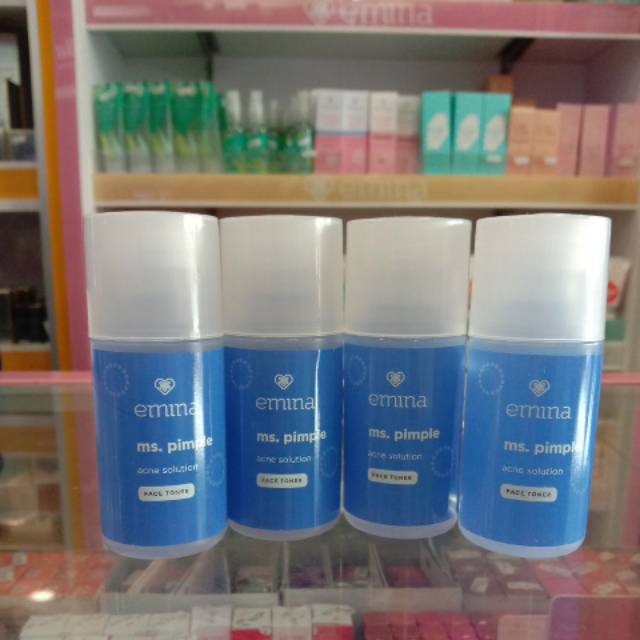 emina
emina
emina
ms. pimple
acne solution
FACE TONER
emina
ms. pimple
acne solution
FACE TONER
emina
ms. pimple
acne solution
FACE TONER
emina
ms. pimple
acne solution
FACE TONER